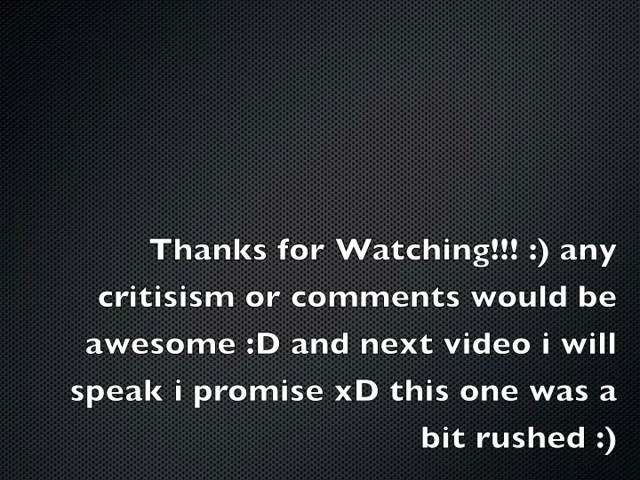 Thanks for Watching!!! :) any
critisism or comments would be
awesome :D and next video i will
speak i promise xD this one was a
bit rushed :)